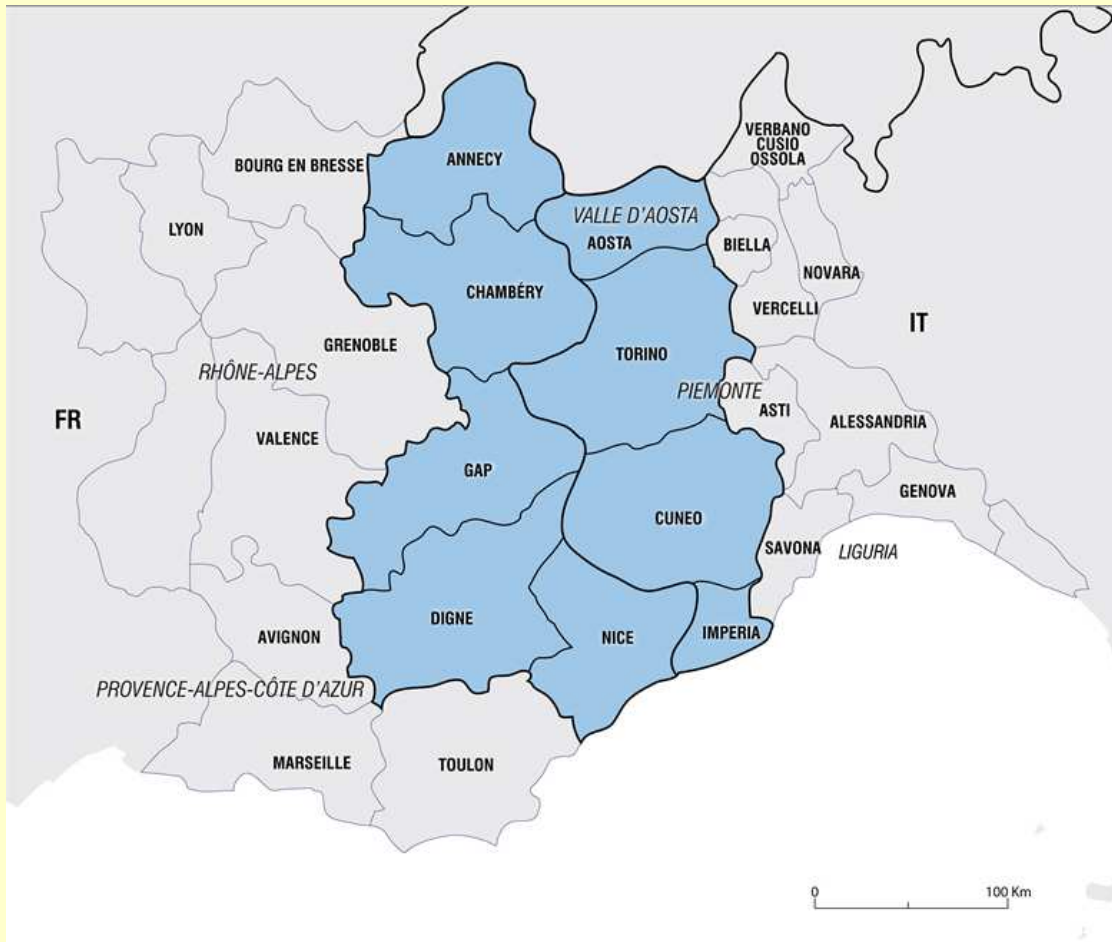 VERBANO
CUSIO
OSSOLA
BOURG EN BRESSE
ANNECY
LYON
VALLE D'AOSTA
AOSTA
BIELLA
NOVARA
CHAMBÉRY
VERCELLI
IT
GRENOBLE
TORINO
RHÔNE-ALPES
PIEMONTE
ASTI
FR
ALESSANDRIA
VALENCE
GAP
GENOVA
CUNEO
SAVONA
LIGURIA
DIGNE
AVIGNON
NICE
IMPERIA
PROVENCE-ALPES-CÔTE D'AZUR
MARSEILLE
TOULON
0
100 Km